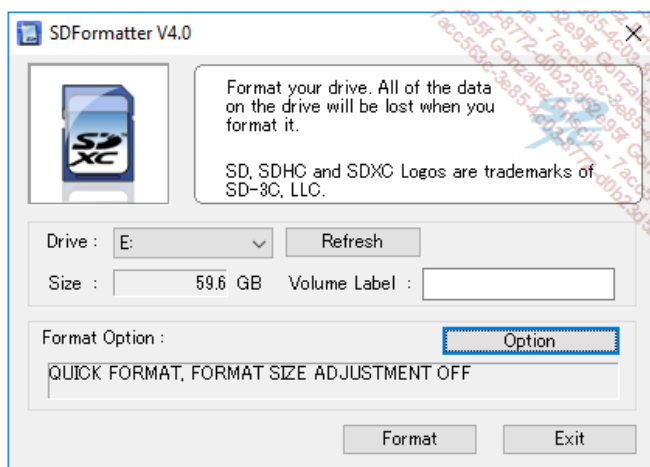 SDFormatter V4.0
Format your drive. All of the data
on the drive will be lost when you
format it.
SD, SDHC and SDXC Logos are trademarks of
SD-3C, LLC.
SD
XC
Drive : E: Refresh
Size : 59.6 GB Volume Label :
Format Option :
Option
QUICK FORMAT, FORMAT SIZE ADJUSTMENT OFF
Format Exit